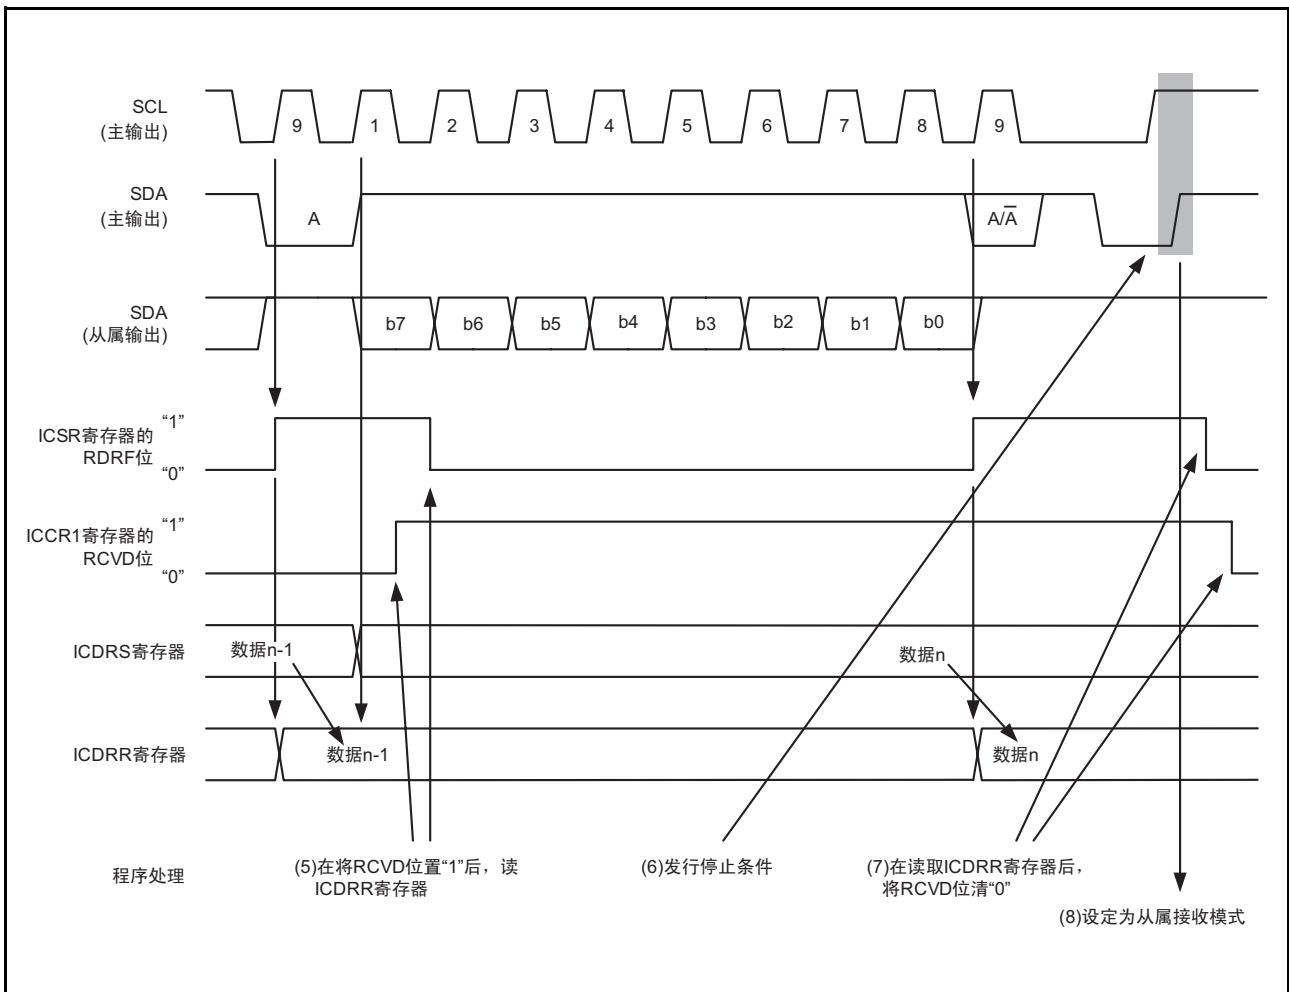 SCL
(主输出)
9 1 2 3 4 5 6 7 8 9
SDA
(主输出)
A A/A̅
SDA
(从属输出)
b7 b6 b5 b4 b3 b2 b1 b0
ICSR寄存器的
RDRF位
“1”
“0”
ICCR1寄存器的
RCVD位
“1”
“0”
ICDRS寄存器
数据n-1 数据n
ICDRR寄存器
数据n-1 数据n
程序处理
(5)在将RCVD位置“1”后，读
ICDRR寄存器
(6)发行停止条件
(7)在读取ICDRR寄存器后，
将RCVD位清“0”
(8)设定为从属接收模式